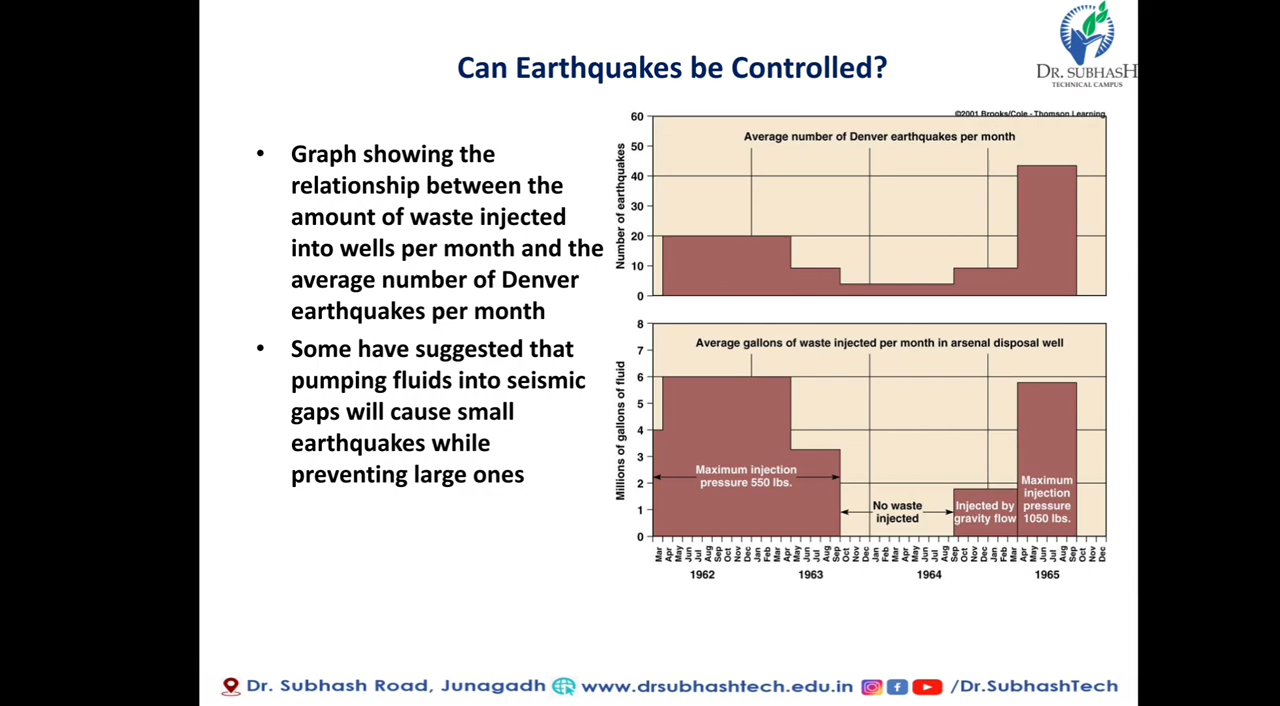 DR. SUBHASH
TECHNICAL CAMPUS
Can Earthquakes be Controlled?
• Graph showing the
relationship between the
amount of waste injected
into wells per month and the
average number of Denver
earthquakes per month
• Some have suggested that
pumping fluids into seismic
gaps will cause small
earthquakes while
preventing large ones
©2001 Brooks/Cole - Thomson Learning
Average number of Denver earthquakes per month
Number of earthquakes
60
50
40
30
20
10
0
Average gallons of waste injected per month in arsenal disposal well
Millions of gallons of fluid
8
7
6
5
4
3
2
1
0
Maximum injection
pressure 550 lbs.
No waste
injected
Injected by
gravity flow
Maximum
injection
pressure
1050 lbs.
Mar Apr May Jun Jul Aug Sep Oct Nov Dec Jan Feb Mar Apr May Jun Jul Aug Sep Oct Nov Dec Jan Feb Mar Apr May Jun Jul Aug Sep Oct Nov Dec Jan Feb Mar Apr May Jun Jul Aug Sep Oct Nov Dec
1962 1963 1964 1965
Dr. Subhash Road, Junagadh www.drsubhashtech.edu.in /Dr.SubhashTech